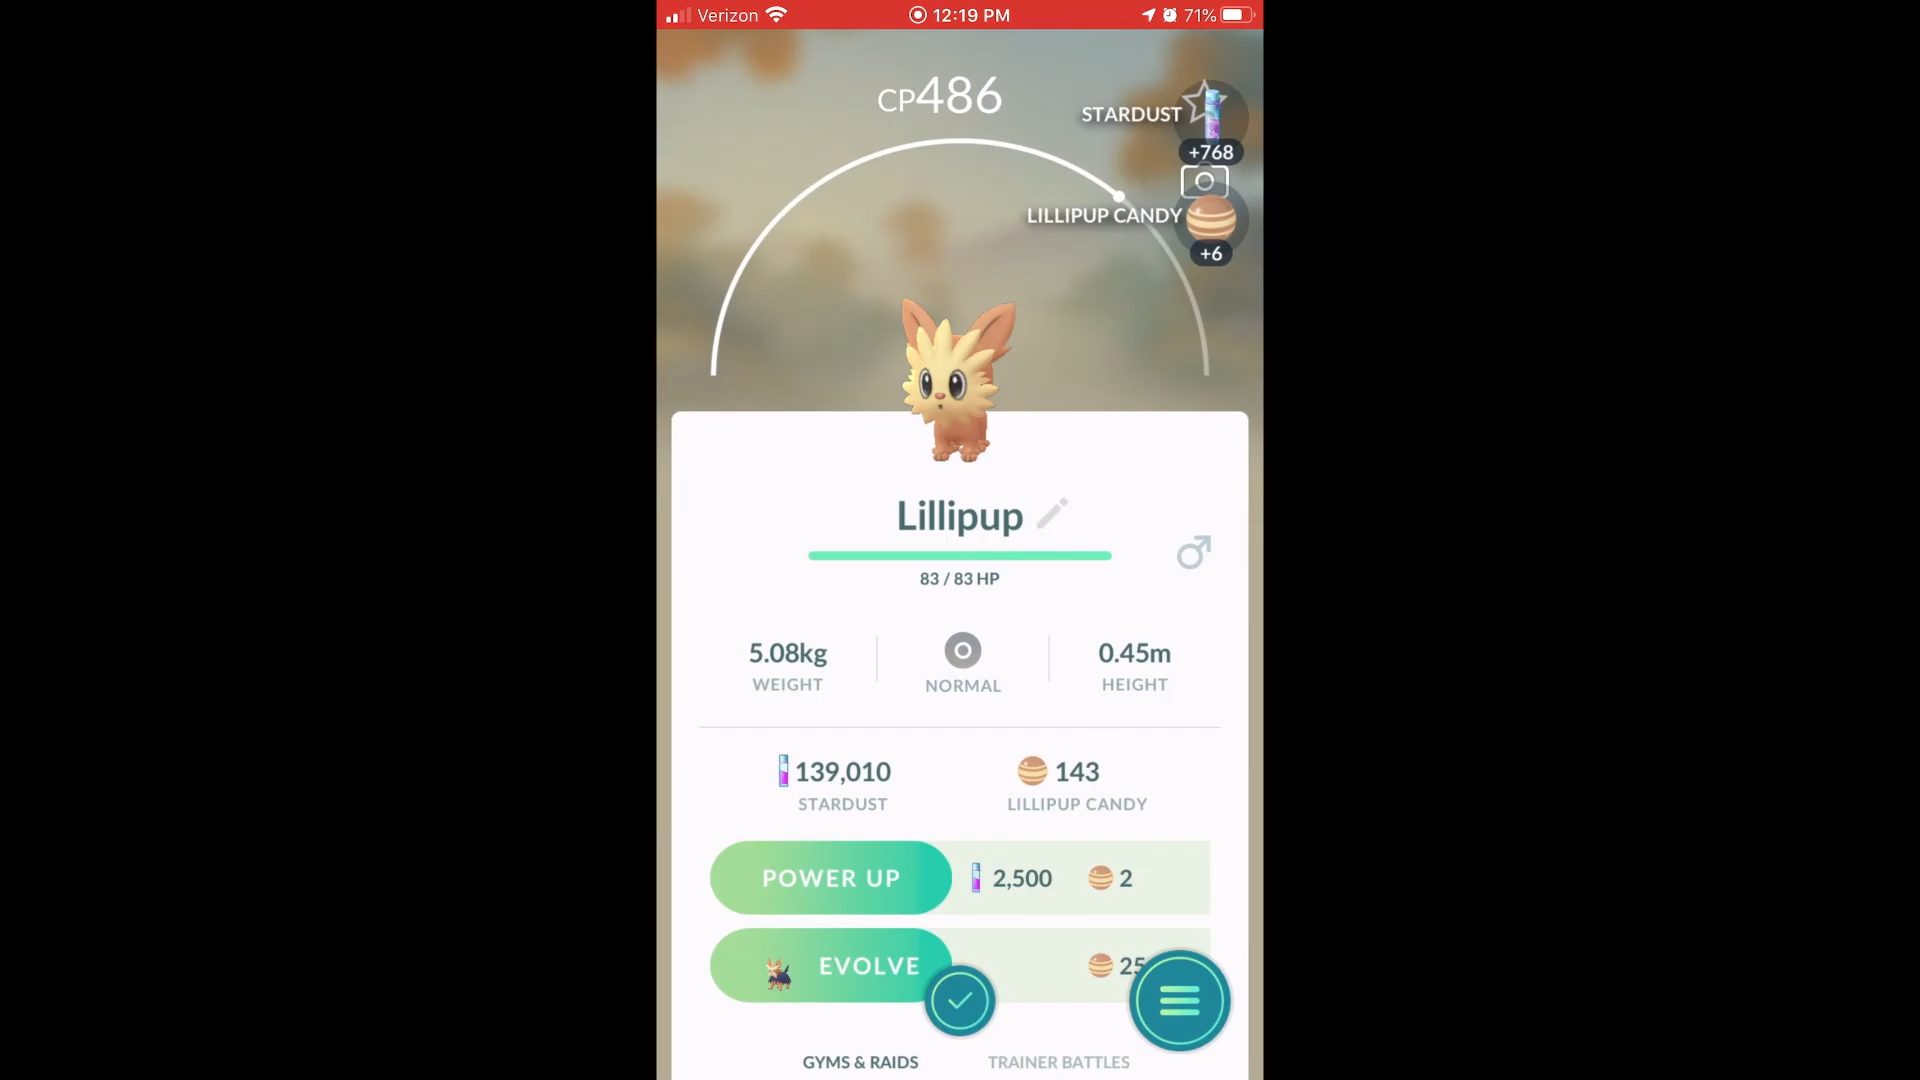 Verizon 12:19 PM 71%
CP486
STARDUST
+768
LILLIPUP CANDY
+6
Lillipup
83 / 83 HP
5.08kg
WEIGHT
NORMAL
0.45m
HEIGHT
139,010
STARDUST
143
LILLIPUP CANDY
POWER UP 2,500 2
EVOLVE 25
GYMS & RAIDS TRAINER BATTLES